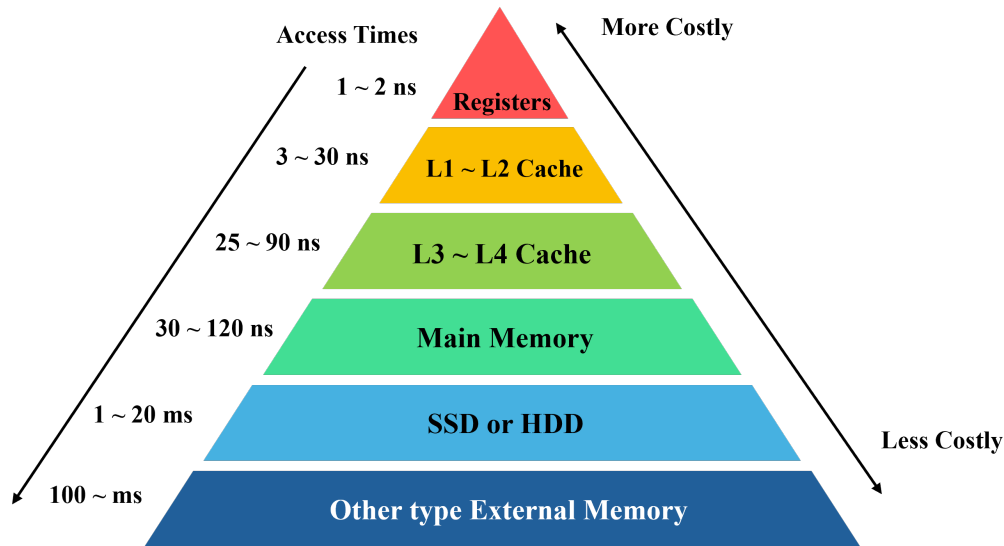 Access Times
More Costly
1 ~ 2 ns
Registers
3 ~ 30 ns
L1 ~ L2 Cache
25 ~ 90 ns
L3 ~ L4 Cache
30 ~ 120 ns
Main Memory
1 ~ 20 ms
SSD or HDD
Less Costly
100 ~ ms
Other type External Memory